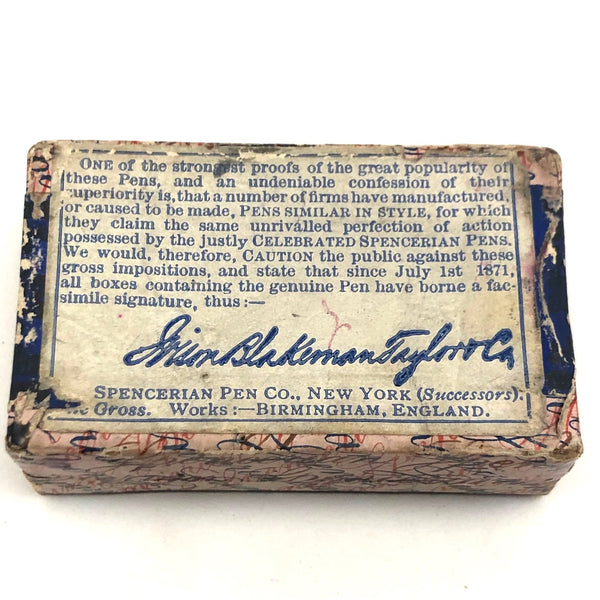 ONE of the strongest proofs of the great popularity of
these Pens, and an undeniable confession of their
superiority is, that a number of firms have manufactured,
or caused to be made, PENS SIMILAR IN STYLE, for which
they claim the same unrivalled perfection of action
possessed by the justly CELEBRATED SPENCERIAN PENS.
We would, therefore, CAUTION the public against these
gross impositions, and state that since July 1st 1871,
all boxes containing the genuine Pen have borne a fac-
simile signature, thus:—
Ivison Blakeman Taylor & Co
SPENCERIAN PEN CO., NEW YORK (Successors).
Gross. Works:—BIRMINGHAM, ENGLAND.